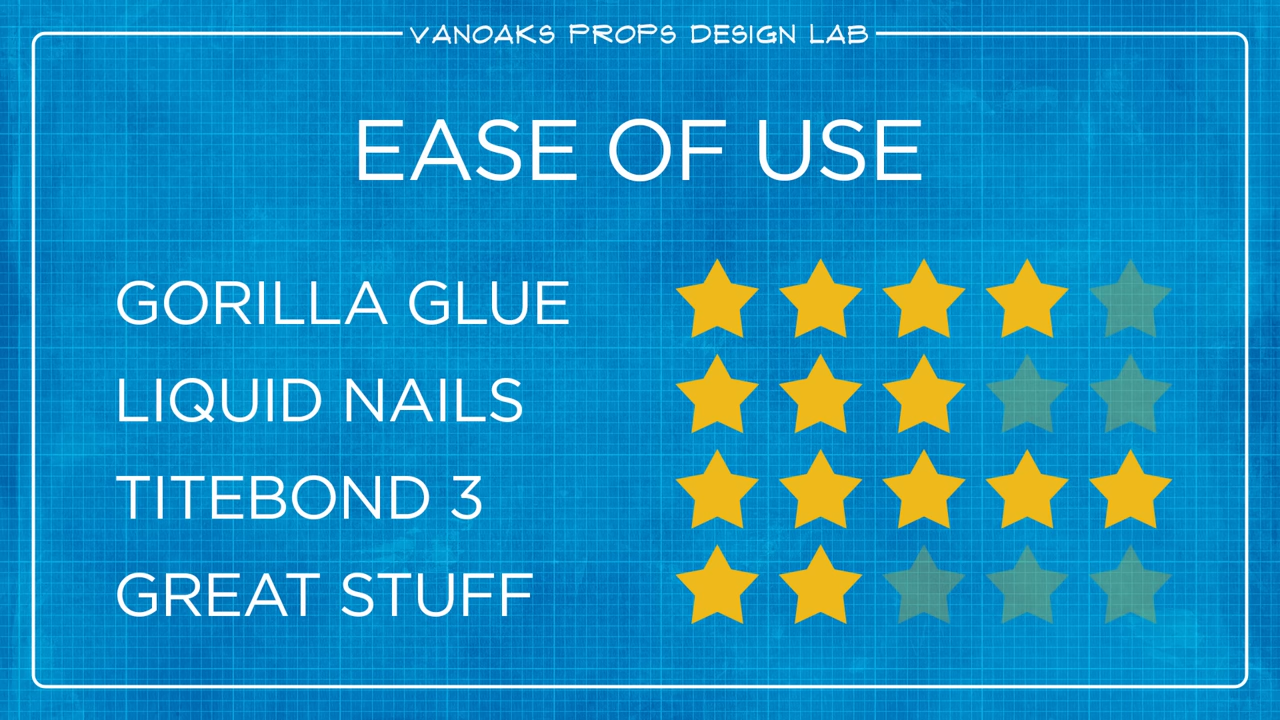 VANOAKS PROPS DESIGN LAB
EASE OF USE
GORILLA GLUE
LIQUID NAILS
TITEBOND 3
GREAT STUFF